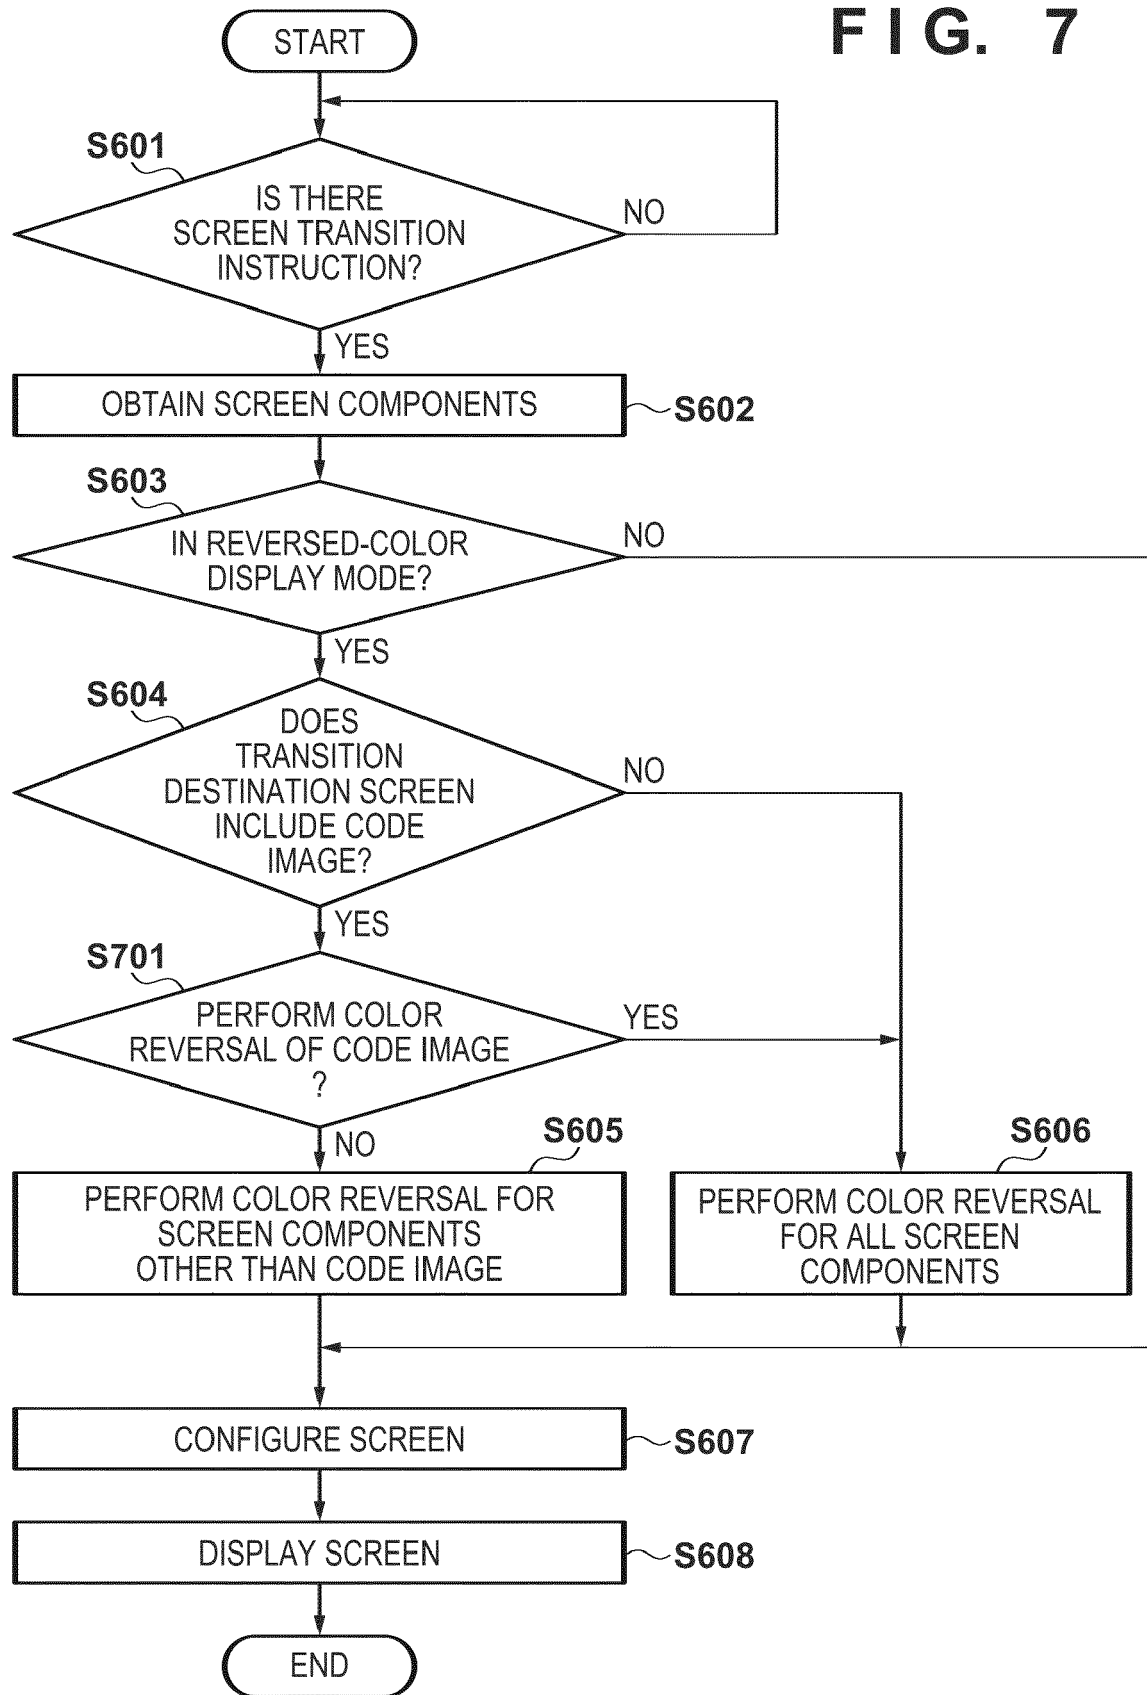 FIG. 7
START
S601
IS THERE
SCREEN TRANSITION
INSTRUCTION?
NO
YES
OBTAIN SCREEN COMPONENTS
S602
S603
IN REVERSED-COLOR
DISPLAY MODE?
NO
YES
S604
DOES
TRANSITION
DESTINATION SCREEN
INCLUDE CODE
IMAGE?
NO
YES
S701
PERFORM COLOR
REVERSAL OF CODE IMAGE
?
YES
NO
S605
PERFORM COLOR REVERSAL FOR
SCREEN COMPONENTS
OTHER THAN CODE IMAGE
S606
PERFORM COLOR REVERSAL
FOR ALL SCREEN
COMPONENTS
CONFIGURE SCREEN
S607
DISPLAY SCREEN
S608
END